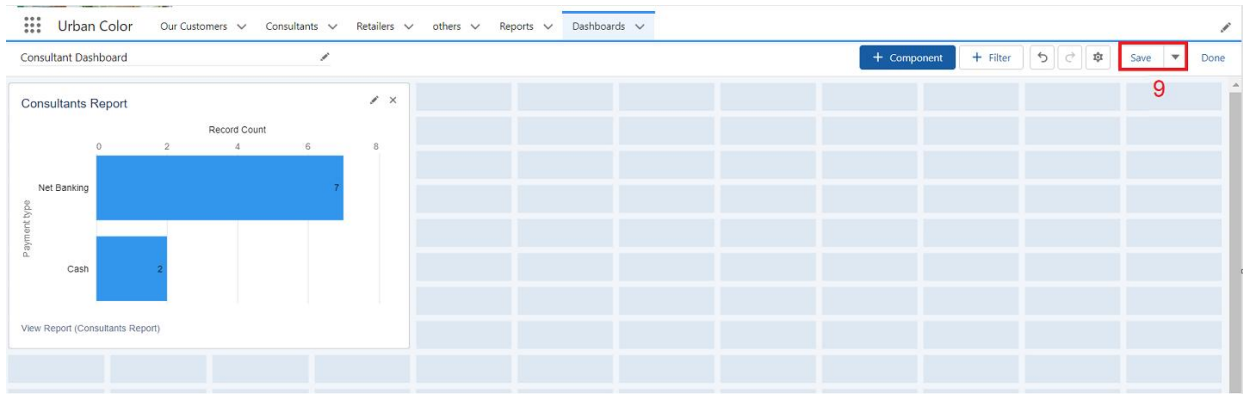 Urban Color Our Customers Consultants Retailers others Reports Dashboards
Consultant Dashboard + Component + Filter Save Done
9
Consultants Report
Record Count
0 2 4 6 8
Net Banking 7
Payment type
Cash 2
View Report (Consultants Report)